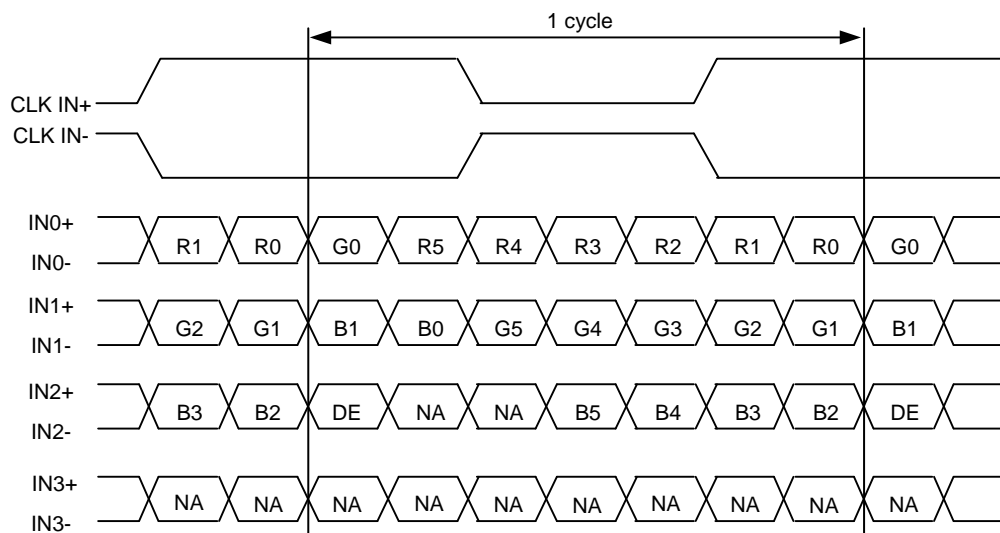 1 cycle
CLK IN+
CLK IN-
IN0+
R1 R0 G0 R5 R4 R3 R2 R1 R0 G0
IN0-
IN1+
G2 G1 B1 B0 G5 G4 G3 G2 G1 B1
IN1-
IN2+
B3 B2 DE NA NA B5 B4 B3 B2 DE
IN2-
IN3+
NA NA NA NA NA NA NA NA NA NA
IN3-